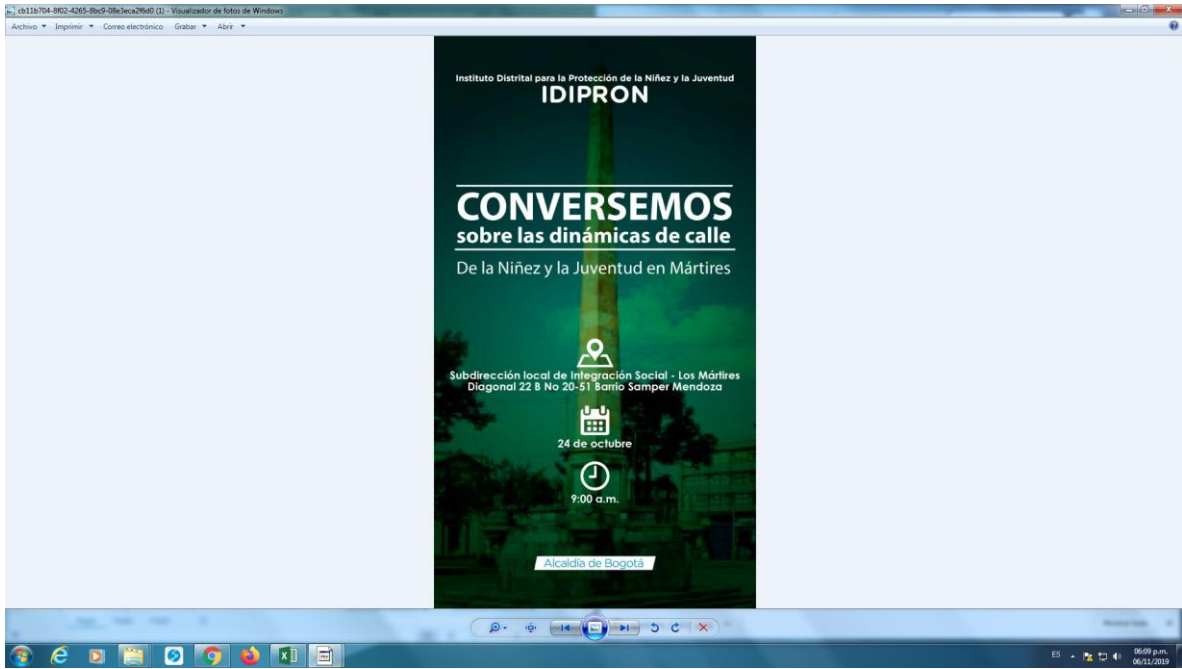 cb11b704-8f02-4265-8bc9-08e3eca2f6d0 (1) - Visualizador de fotos de Windows
Archivo Imprimir Correo electrónico Grabar Abrir
Instituto Distrital para la Protección de la Niñez y la Juventud
IDIPRON
CONVERSEMOS
sobre las dinámicas de calle
De la Niñez y la Juventud en Mártires
Subdirección local de Integración Social - Los Mártires
Diagonal 22 B No 20-51 Barrio Samper Mendoza
24 de octubre
9:00 a.m.
Alcaldía de Bogotá
ES
06:09 p.m.
06/11/2019